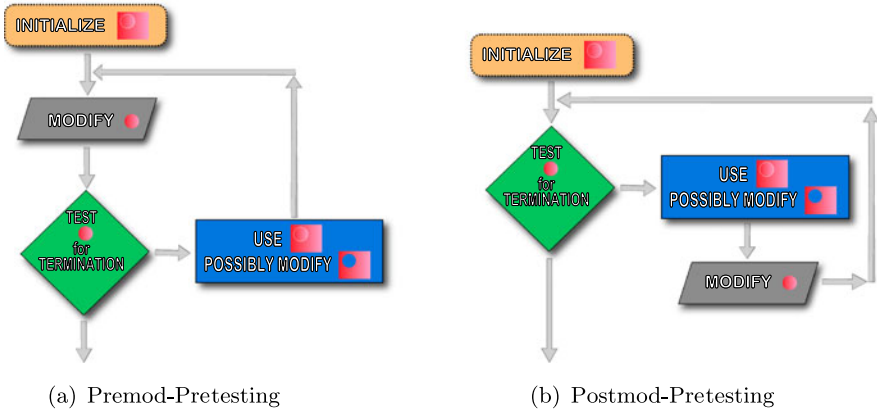 INITIALIZE
MODIFY
TEST
for
TERMINATION
USE
POSSIBLY MODIFY
(a) Premod-Pretesting
INITIALIZE
TEST
for
TERMINATION
USE
POSSIBLY MODIFY
MODIFY
(b) Postmod-Pretesting